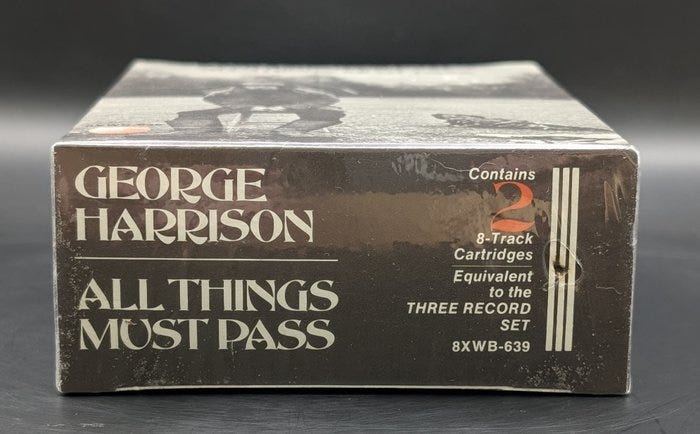 GEORGE
HARRISON
ALL THINGS
MUST PASS
Contains
2
8-Track
Cartridges
Equivalent
to the
THREE RECORD
SET
8XWB-639